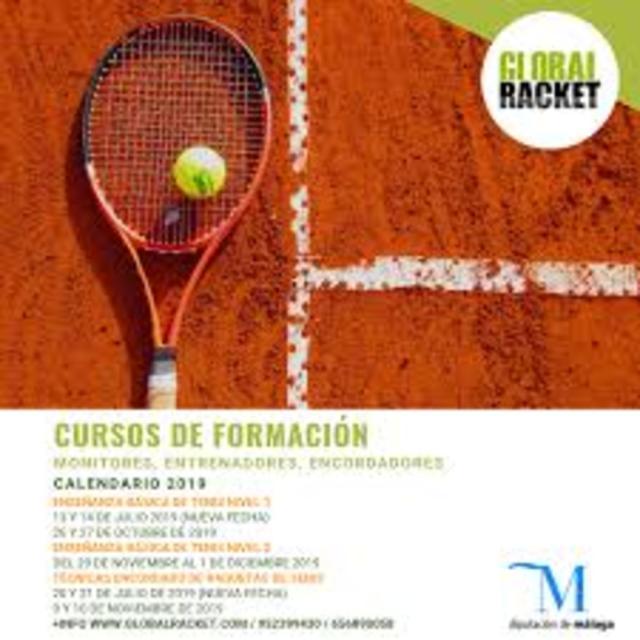 GLOBAL
RACKET
CURSOS DE FORMACIÓN
MONITORES, ENTRENADORES, ENCORDADORES
CALENDARIO 2019
ENSEÑANZA BÁSICA DE TENIS NIVEL 1
13 Y 14 DE JULIO 2019 (NUEVA FECHA)
26 Y 27 DE OCTUBRE DE 2019
ENSEÑANZA BÁSICA DE TENIS NIVEL 2
DEL 29 DE NOVIEMBRE AL 1 DE DICIEMBRE 2019
TÉCNICAS ENCORDADO DE RAQUETAS DE TENIS
20 Y 21 DE JULIO DE 2019 (NUEVA FECHA)
9 Y 10 DE NOVIEMBRE DE 2019
+INFO WWW.GLOBALRACKET.COM /
M
diputación de málaga